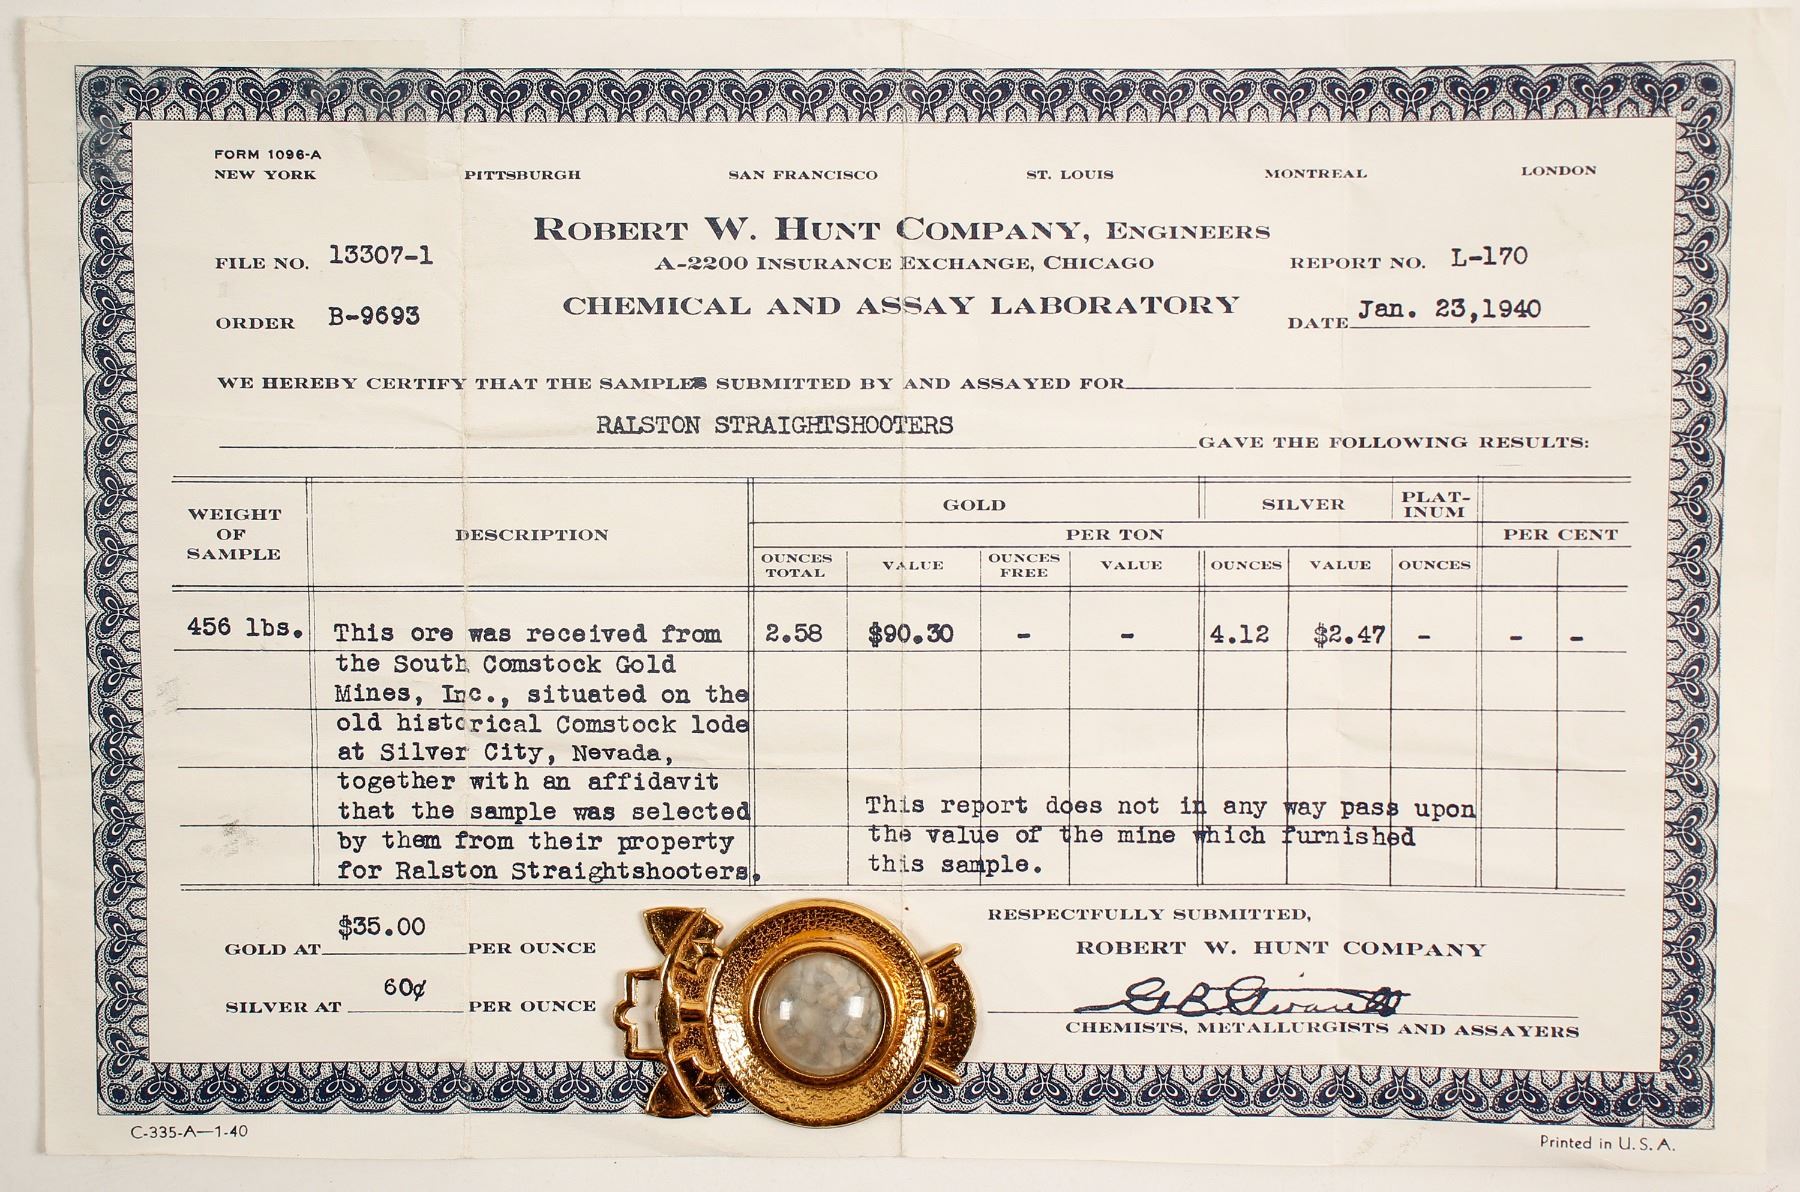 FORM 1096-A
NEW YORK PITTSBURGH SAN FRANCISCO ST. LOUIS MONTREAL LONDON
ROBERT W. HUNT COMPANY, ENGINEERS
FILE NO. 13307-1 A-2200 INSURANCE EXCHANGE, CHICAGO REPORT NO. L-170
ORDER B-9693 CHEMICAL AND ASSAY LABORATORY DATE Jan. 23,1940
WE HEREBY CERTIFY THAT THE SAMPLE SUBMITTED BY AND ASSAYED FOR
RALSTON STRAIGHTSHOOTERS
GAVE THE FOLLOWING RESULTS:
WEIGHT OF SAMPLE
DESCRIPTION
GOLD SILVER PLAT-INUM
PER TON PER CENT
OUNCES TOTAL VALUE OUNCES FREE VALUE OUNCES VALUE OUNCES
456 lbs. This ore was received from 2.58 $90.30 - - 4.12 $2.47 - - -
the South Comstock Gold
Mines, Inc., situated on the
old historical Comstock lode
at Silver City, Nevada,
together with an affidavit
that the sample was selected
by them from their property
for Ralston Straightshooters.
This report does not in any way pass upon
the value of the mine which furnished
this sample.
GOLD AT $35.00 PER OUNCE
SILVER AT 60¢ PER OUNCE
RESPECTFULLY SUBMITTED,
ROBERT W. HUNT COMPANY
CHEMISTS, METALLURGISTS AND ASSAYERS
C-335-A—1-40
Printed in U. S. A.